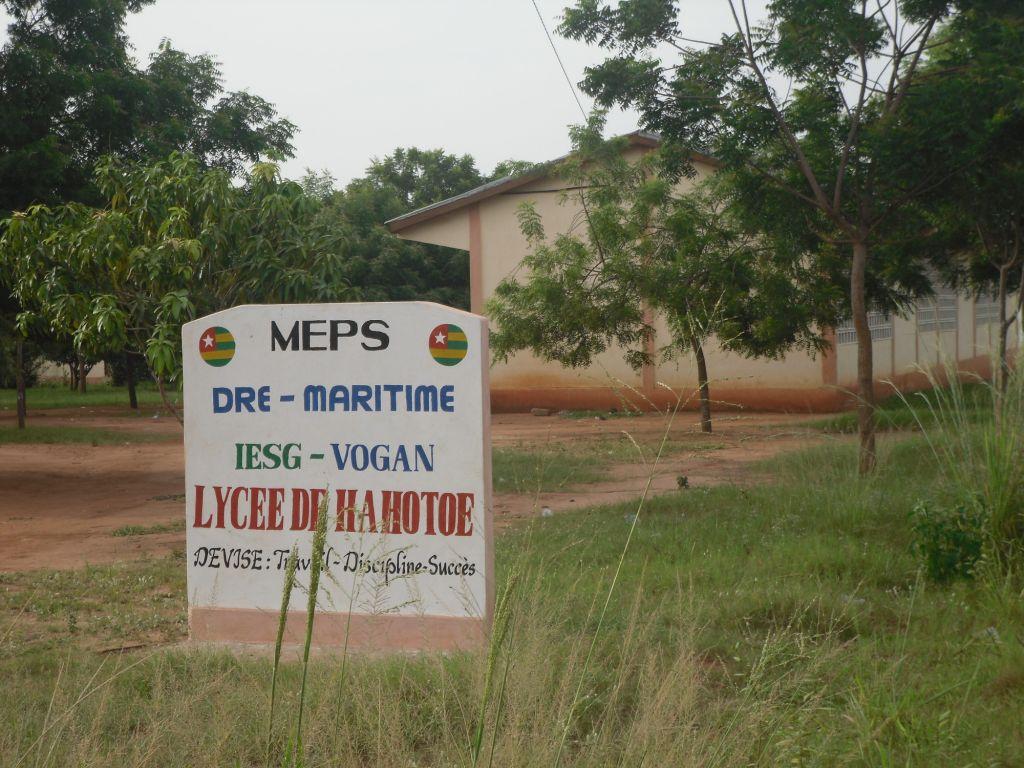 MEPS
DRE - MARITIME
IESG - VOGAN
LYCEE DE HAHOTOE
DEVISE : Travail - Discipline - Succès